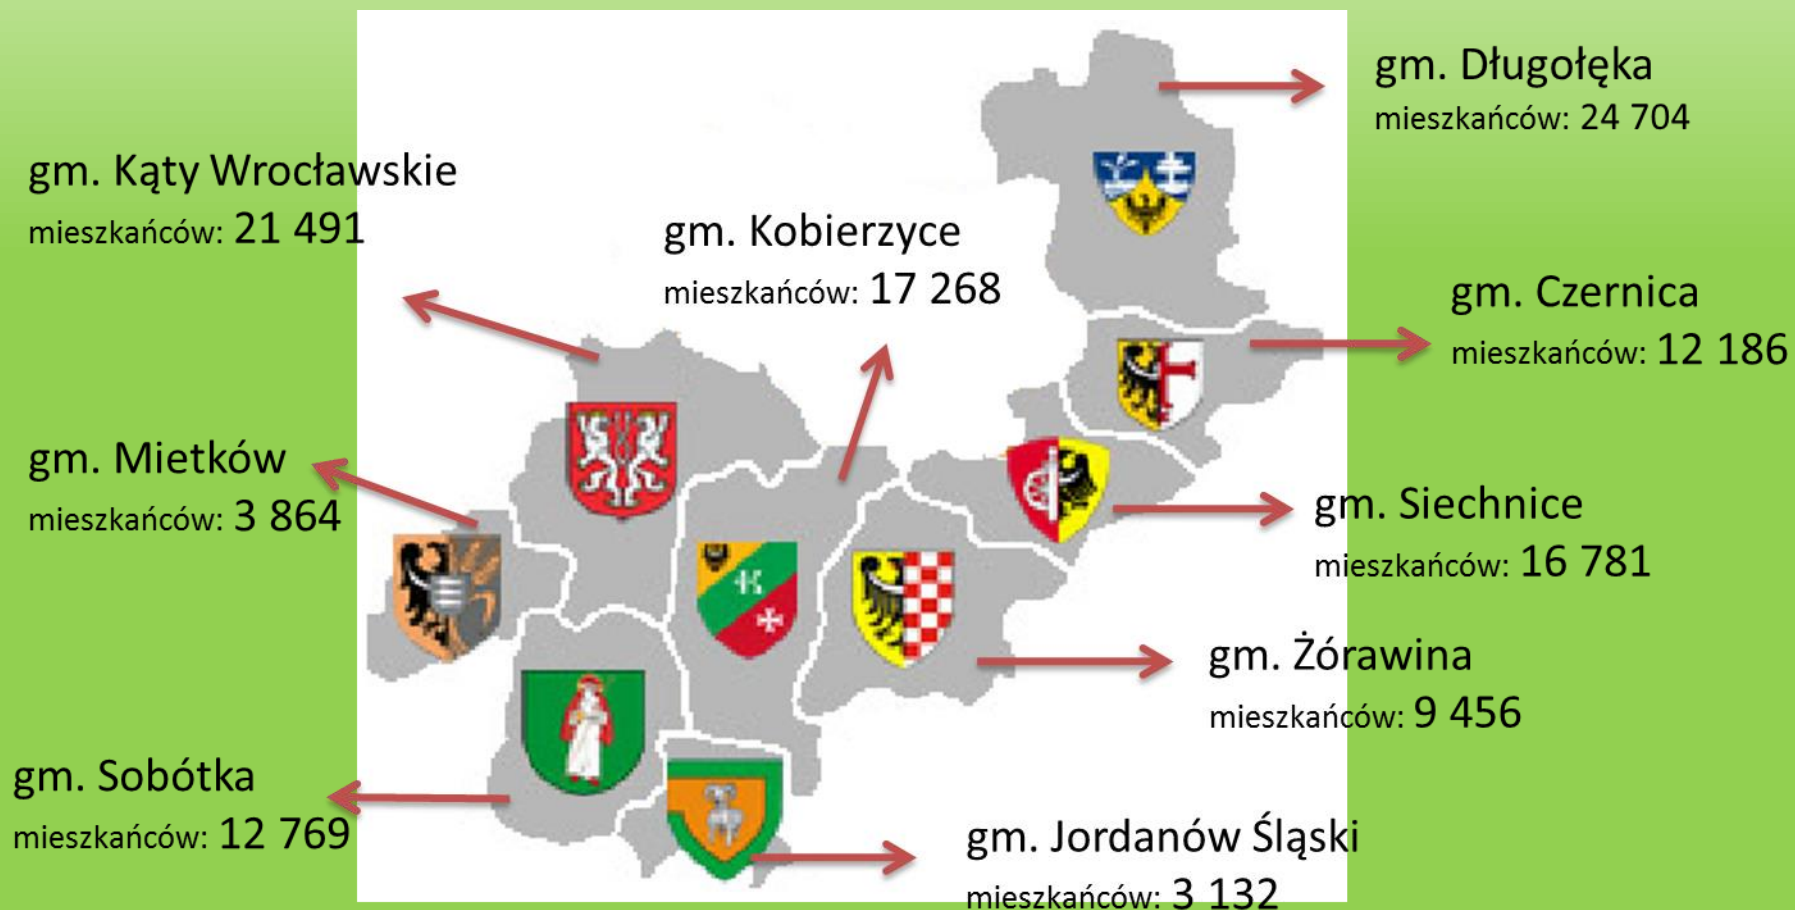 gm. Długołęka
mieszkańców: 24 704
gm. Kąty Wrocławskie
mieszkańców: 21 491
gm. Kobierzyce
mieszkańców: 17 268
gm. Czernica
mieszkańców: 12 186
gm. Mietków
mieszkańców: 3 864
gm. Siechnice
mieszkańców: 16 781
gm. Żórawina
mieszkańców: 9 456
gm. Sobótka
mieszkańców: 12 769
gm. Jordanów Śląski
mieszkańców: 3 132